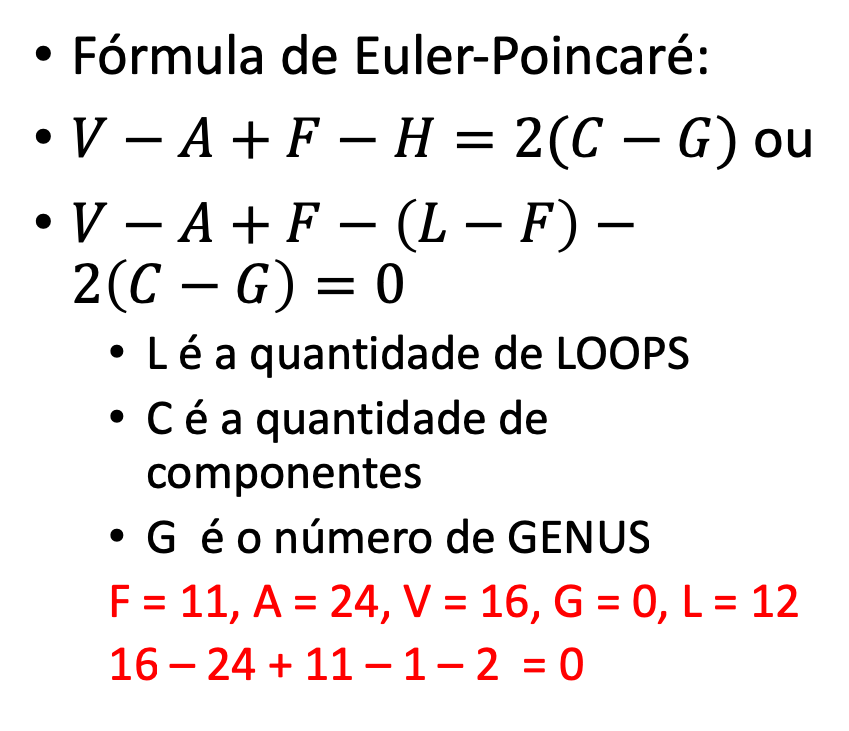 • Fórmula de Euler-Poincaré:
• V − A + F − H = 2(C − G) ou
• V − A + F − (L − F) −
2(C − G) = 0
• L é a quantidade de LOOPS
• C é a quantidade de
componentes
• G é o número de GENUS
F = 11, A = 24, V = 16, G = 0, L = 12
16 – 24 + 11 – 1 – 2 = 0